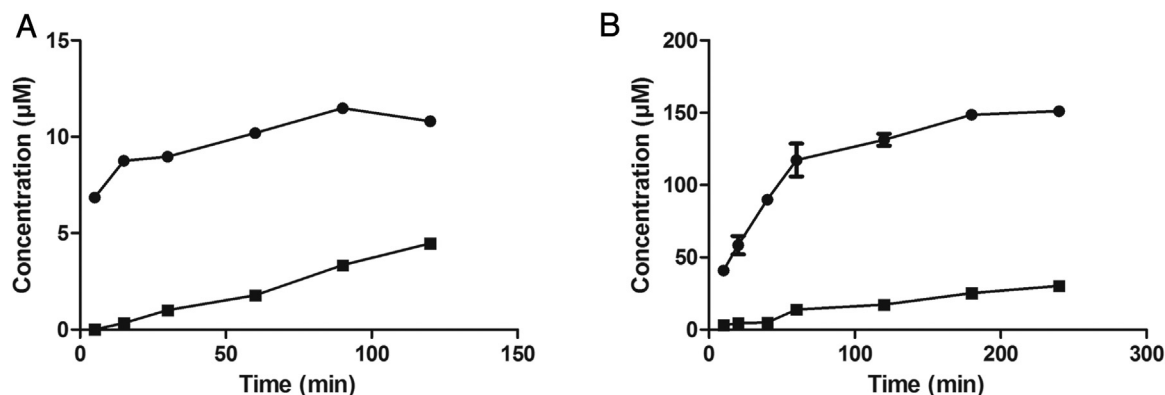 A
Concentration (µM)
15
10
5
0
0 50 100 150
Time (min)
B
Concentration (µM)
200
150
100
50
0
0 100 200 300
Time (min)